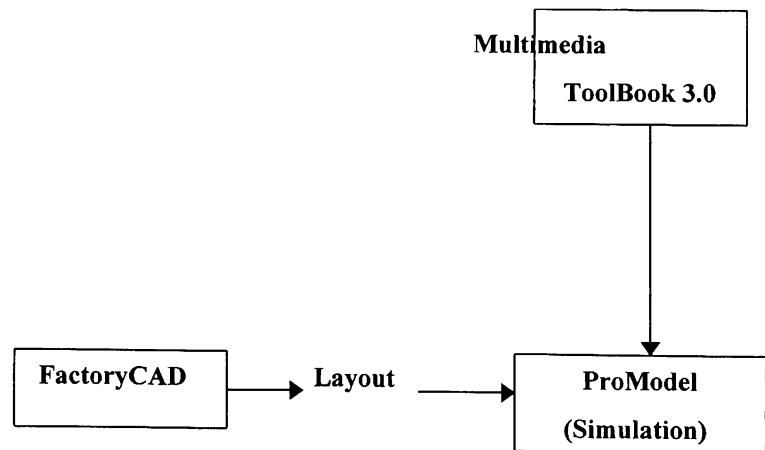 Multimedia
ToolBook 3.0
FactoryCAD
Layout
ProModel
(Simulation)